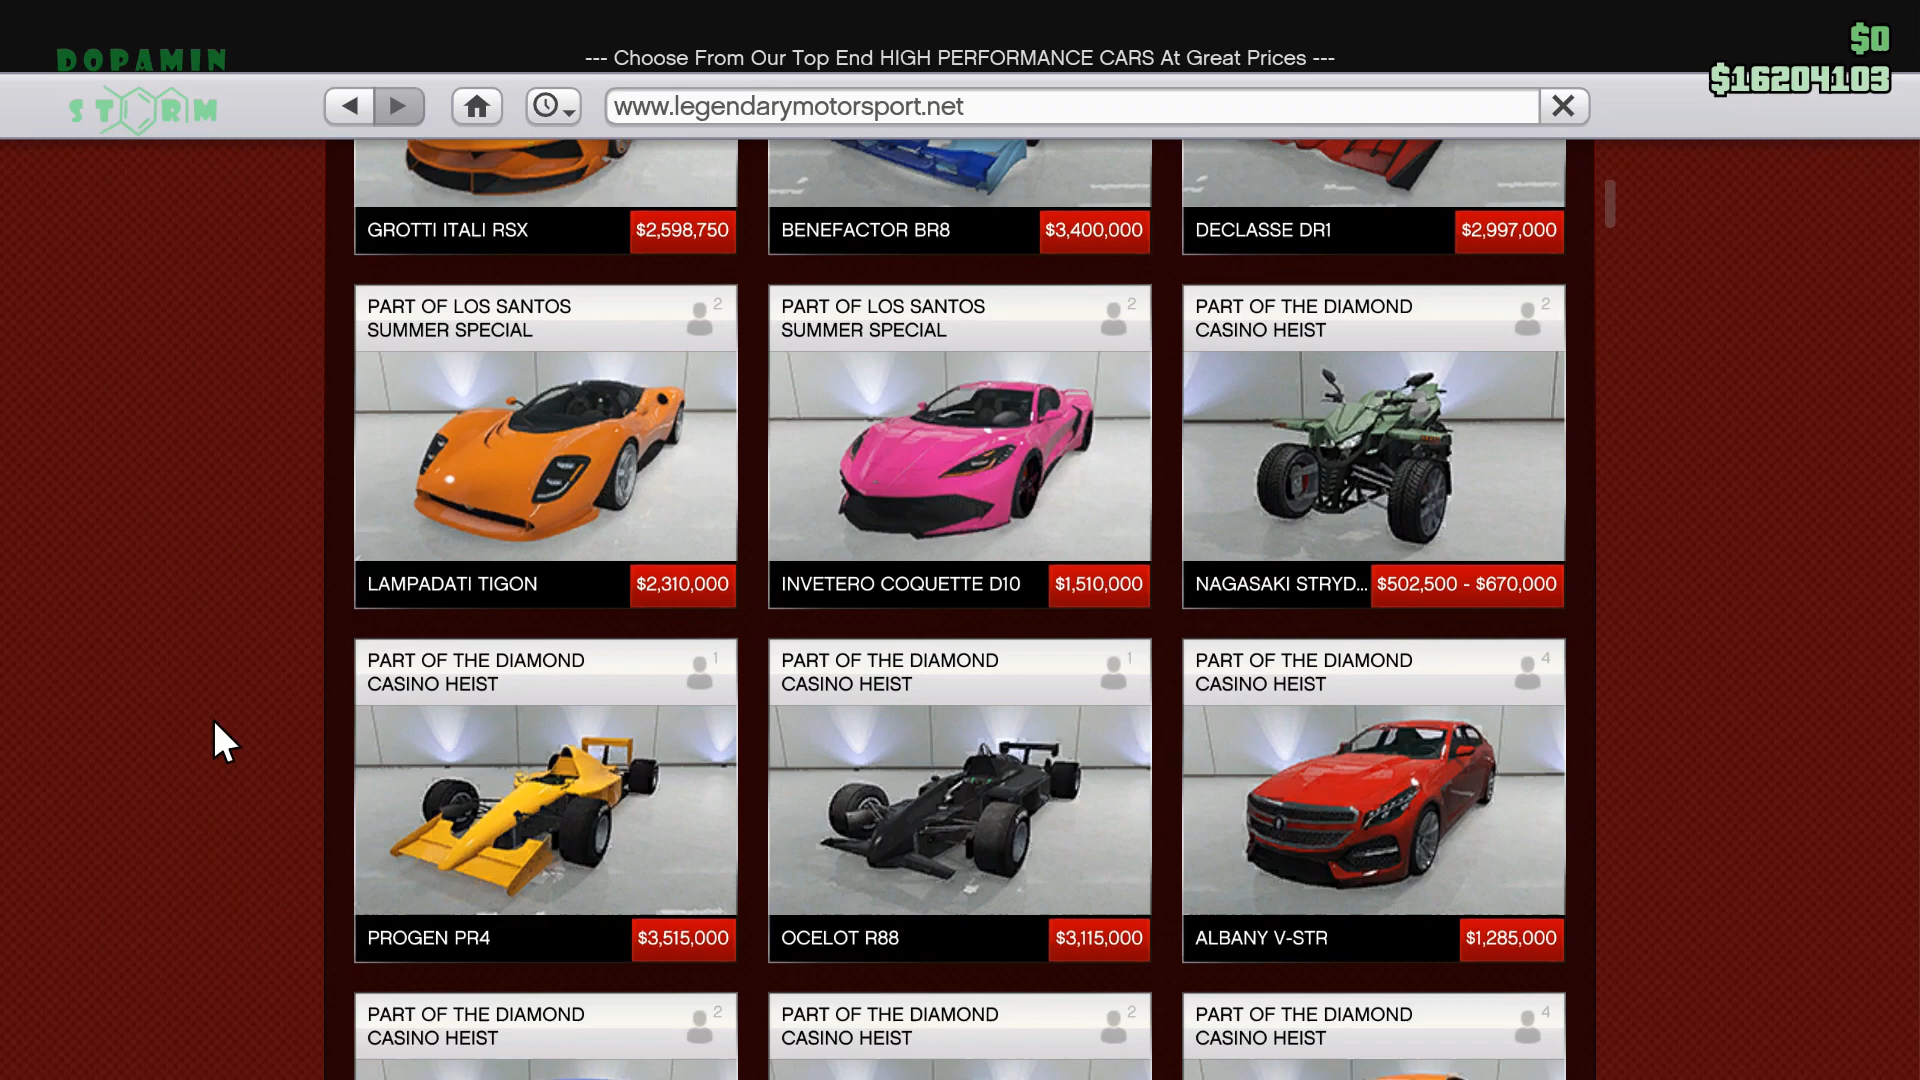 DOPAMIN
STORM
--- Choose From Our Top End HIGH PERFORMANCE CARS At Great Prices ---
$0
$16204103
www.legendarymotorsport.net
GROTTI ITALI RSX $2,598,750
BENEFACTOR BR8 $3,400,000
DECLASSE DR1 $2,997,000
PART OF LOS SANTOS
SUMMER SPECIAL
2
LAMPADATI TIGON $2,310,000
PART OF LOS SANTOS
SUMMER SPECIAL
2
INVETERO COQUETTE D10 $1,510,000
PART OF THE DIAMOND
CASINO HEIST
2
NAGASAKI STRYD... $502,500 - $670,000
PART OF THE DIAMOND
CASINO HEIST
1
PROGEN PR4 $3,515,000
PART OF THE DIAMOND
CASINO HEIST
1
OCELOT R88 $3,115,000
PART OF THE DIAMOND
CASINO HEIST
4
ALBANY V-STR $1,285,000
PART OF THE DIAMOND
CASINO HEIST
2
PART OF THE DIAMOND
CASINO HEIST
2
PART OF THE DIAMOND
CASINO HEIST
4